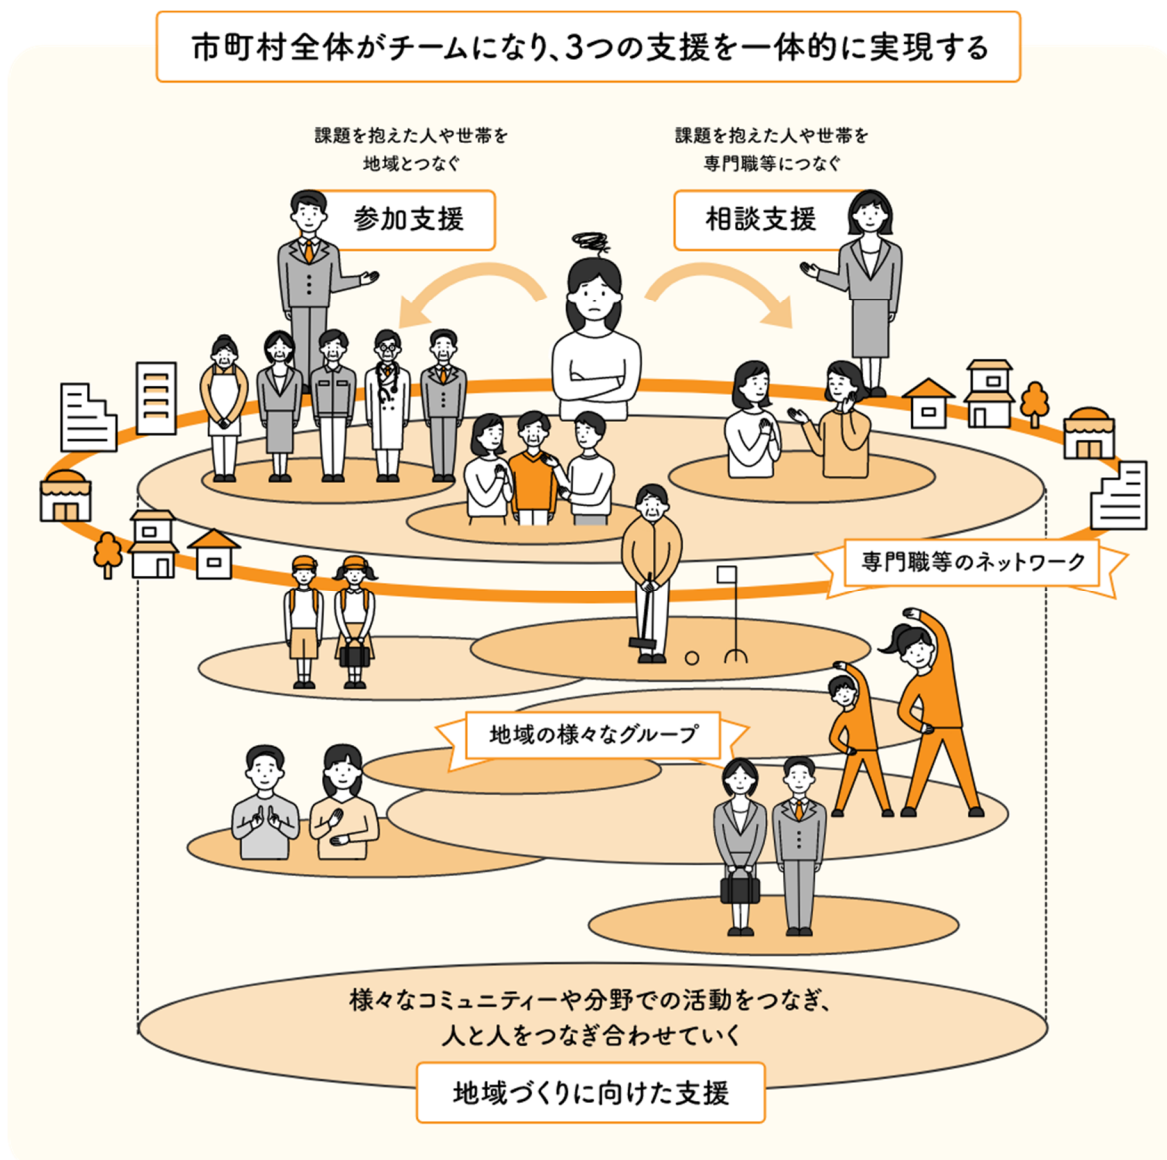 市町村全体がチームになり、3つの支援を一体的に実現する
課題を抱えた人や世帯を
地域とつなぐ
参加支援
課題を抱えた人や世帯を
専門職等につなぐ
相談支援
専門職等のネットワーク
地域の様々なグループ
様々なコミュニティーや分野での活動をつなぎ、
人と人をつなぎ合わせていく
地域づくりに向けた支援